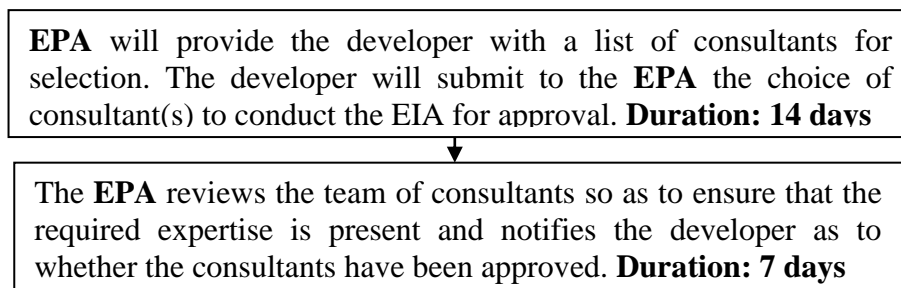 EPA will provide the developer with a list of consultants for
selection. The developer will submit to the EPA the choice of
consultant(s) to conduct the EIA for approval. Duration: 14 days
The EPA reviews the team of consultants so as to ensure that the
required expertise is present and notifies the developer as to
whether the consultants have been approved. Duration: 7 days